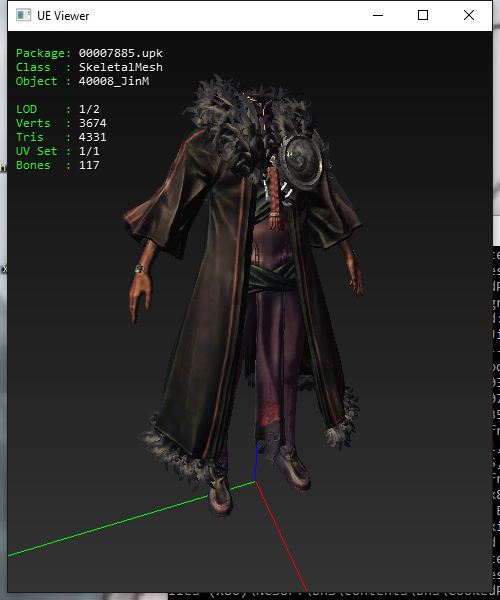 UE Viewer
Package: 00007885.upk
Class : SkeletalMesh
Object : 40008_JinM
LOD : 1/2
Verts : 3674
Tris : 4331
UV Set : 1/1
Bones : 117